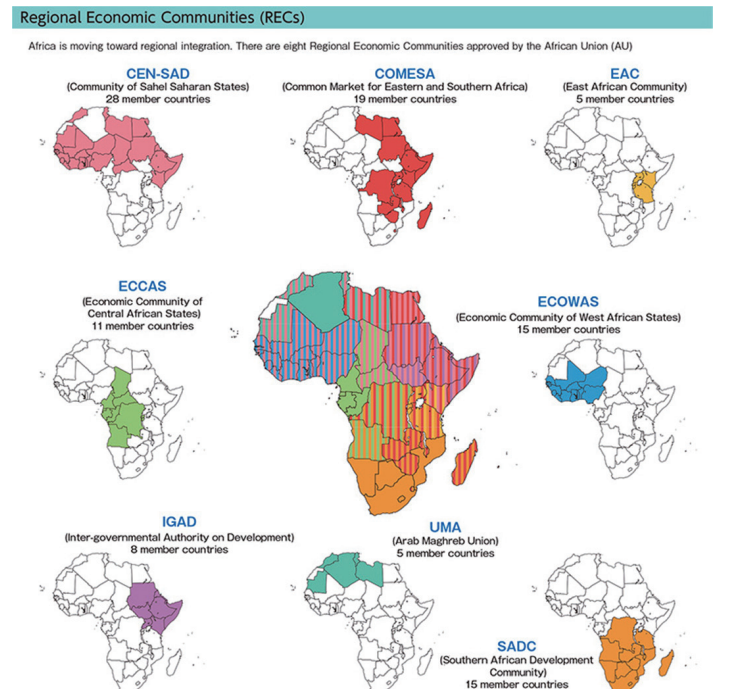 Regional Economic Communities (RECs)
Africa is moving toward regional integration. There are eight Regional Economic Communities approved by the African Union (AU)
CEN-SAD
(Community of Sahel Saharan States)
28 member countries
COMESA
(Common Market for Eastern and Southern Africa)
19 member countries
EAC
(East African Community)
5 member countries
ECCAS
(Economic Community of
Central African States)
11 member countries
ECOWAS
(Economic Community of West African States)
15 member countries
IGAD
(Inter-governmental Authority on Development)
8 member countries
UMA
(Arab Maghreb Union)
5 member countries
SADC
(Southern African Development
Community)
15 member countries